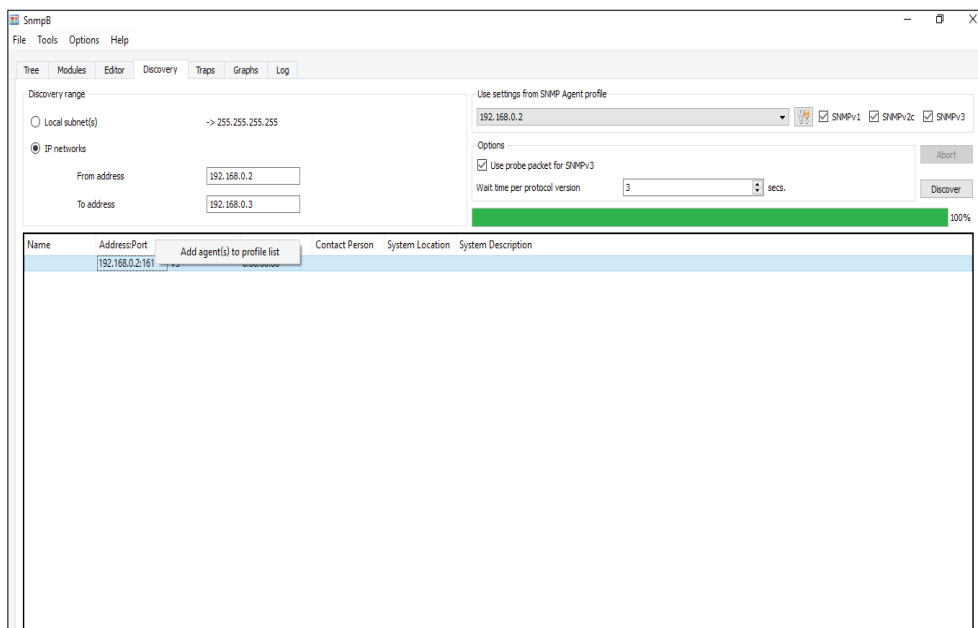 SnmpB
File Tools Options Help
Tree Modules Editor Discovery Traps Graphs Log
Discovery range
Local subnet(s) -> 255.255.255.255
IP networks
From address 192.168.0.2
To address 192.168.0.3
Use settings from SNMP Agent profile
192.168.0.2 SNMPv1 SNMPv2c SNMPv3
Options
Use probe packet for SNMPv3
Wait time per protocol version 3 secs.
Abort
Discover
100%
Name Address:Port Contact Person System Location System Description
Add agent(s) to profile list
192.168.0.2:161